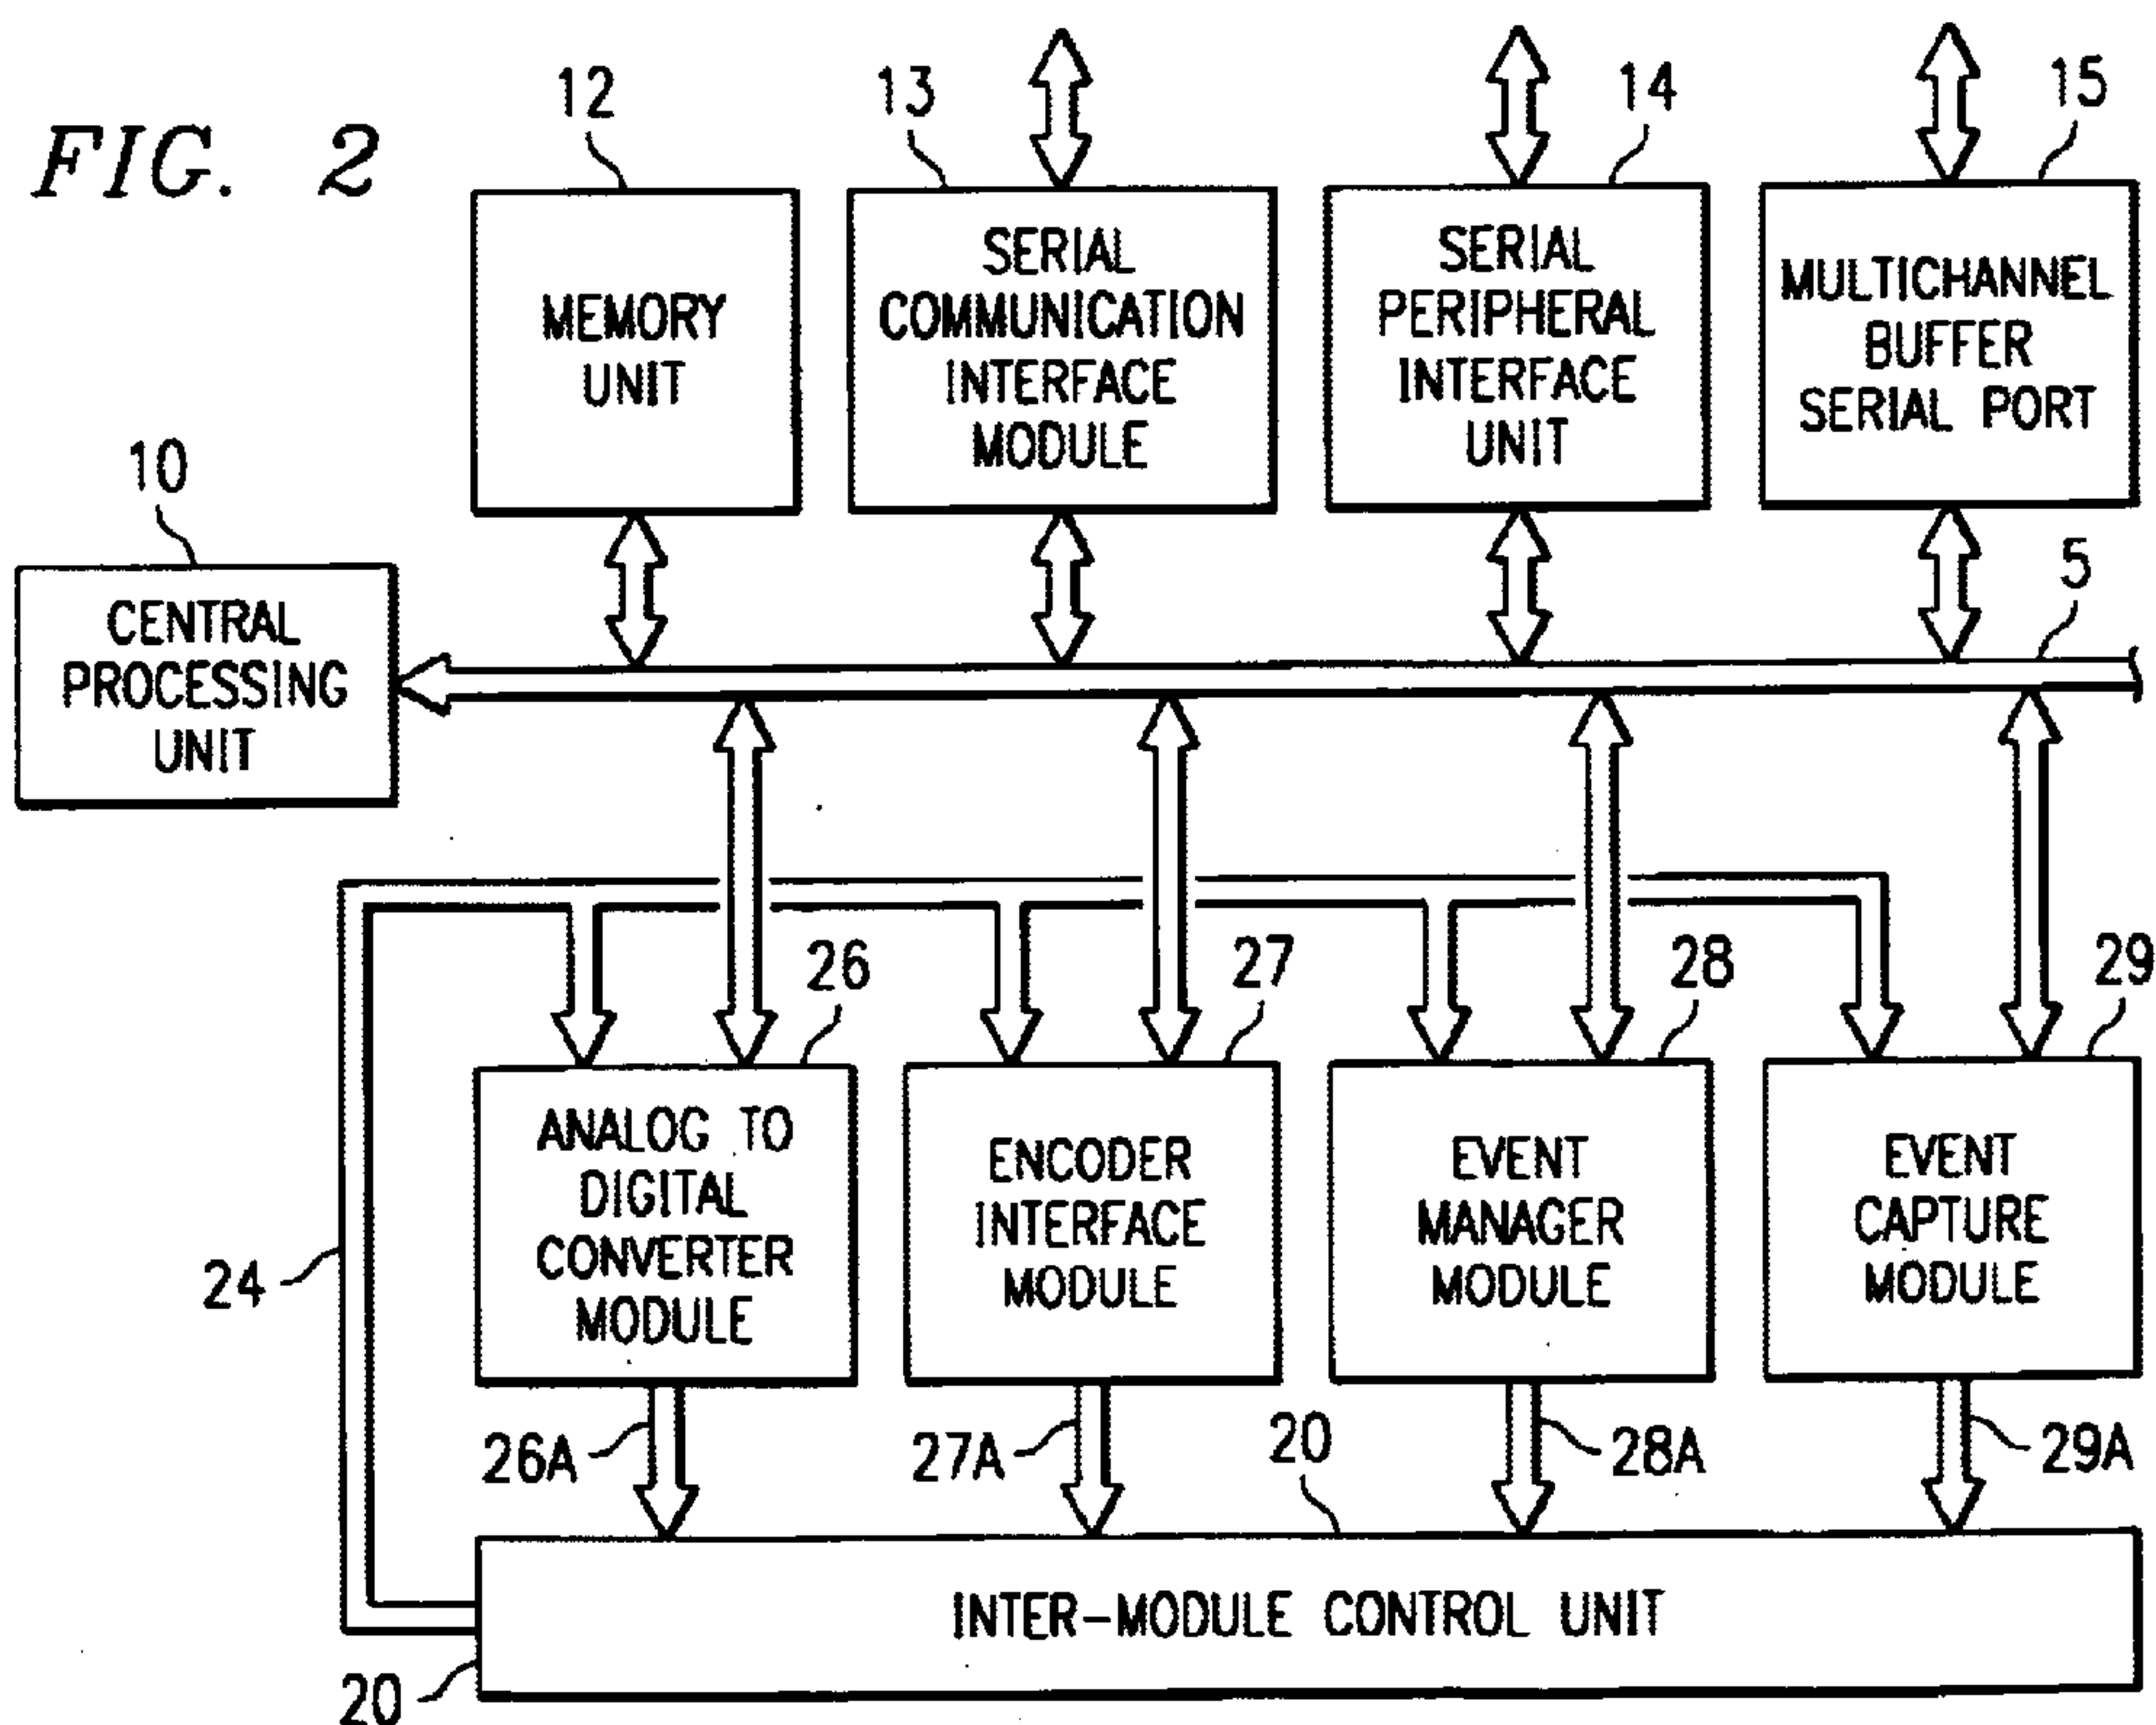 FIG. 2
12
13
14
15
MEMORY
UNIT
SERIAL
COMMUNICATION
INTERFACE
MODULE
SERIAL
PERIPHERAL
INTERFACE
UNIT
MULTICHANNEL
BUFFER
SERIAL PORT
10
CENTRAL
PROCESSING
UNIT
5
26
27
28
29
ANALOG TO
DIGITAL
CONVERTER
MODULE
ENCODER
INTERFACE
MODULE
EVENT
MANAGER
MODULE
EVENT
CAPTURE
MODULE
24
26A
27A
20
28A
29A
INTER-MODULE CONTROL UNIT
20